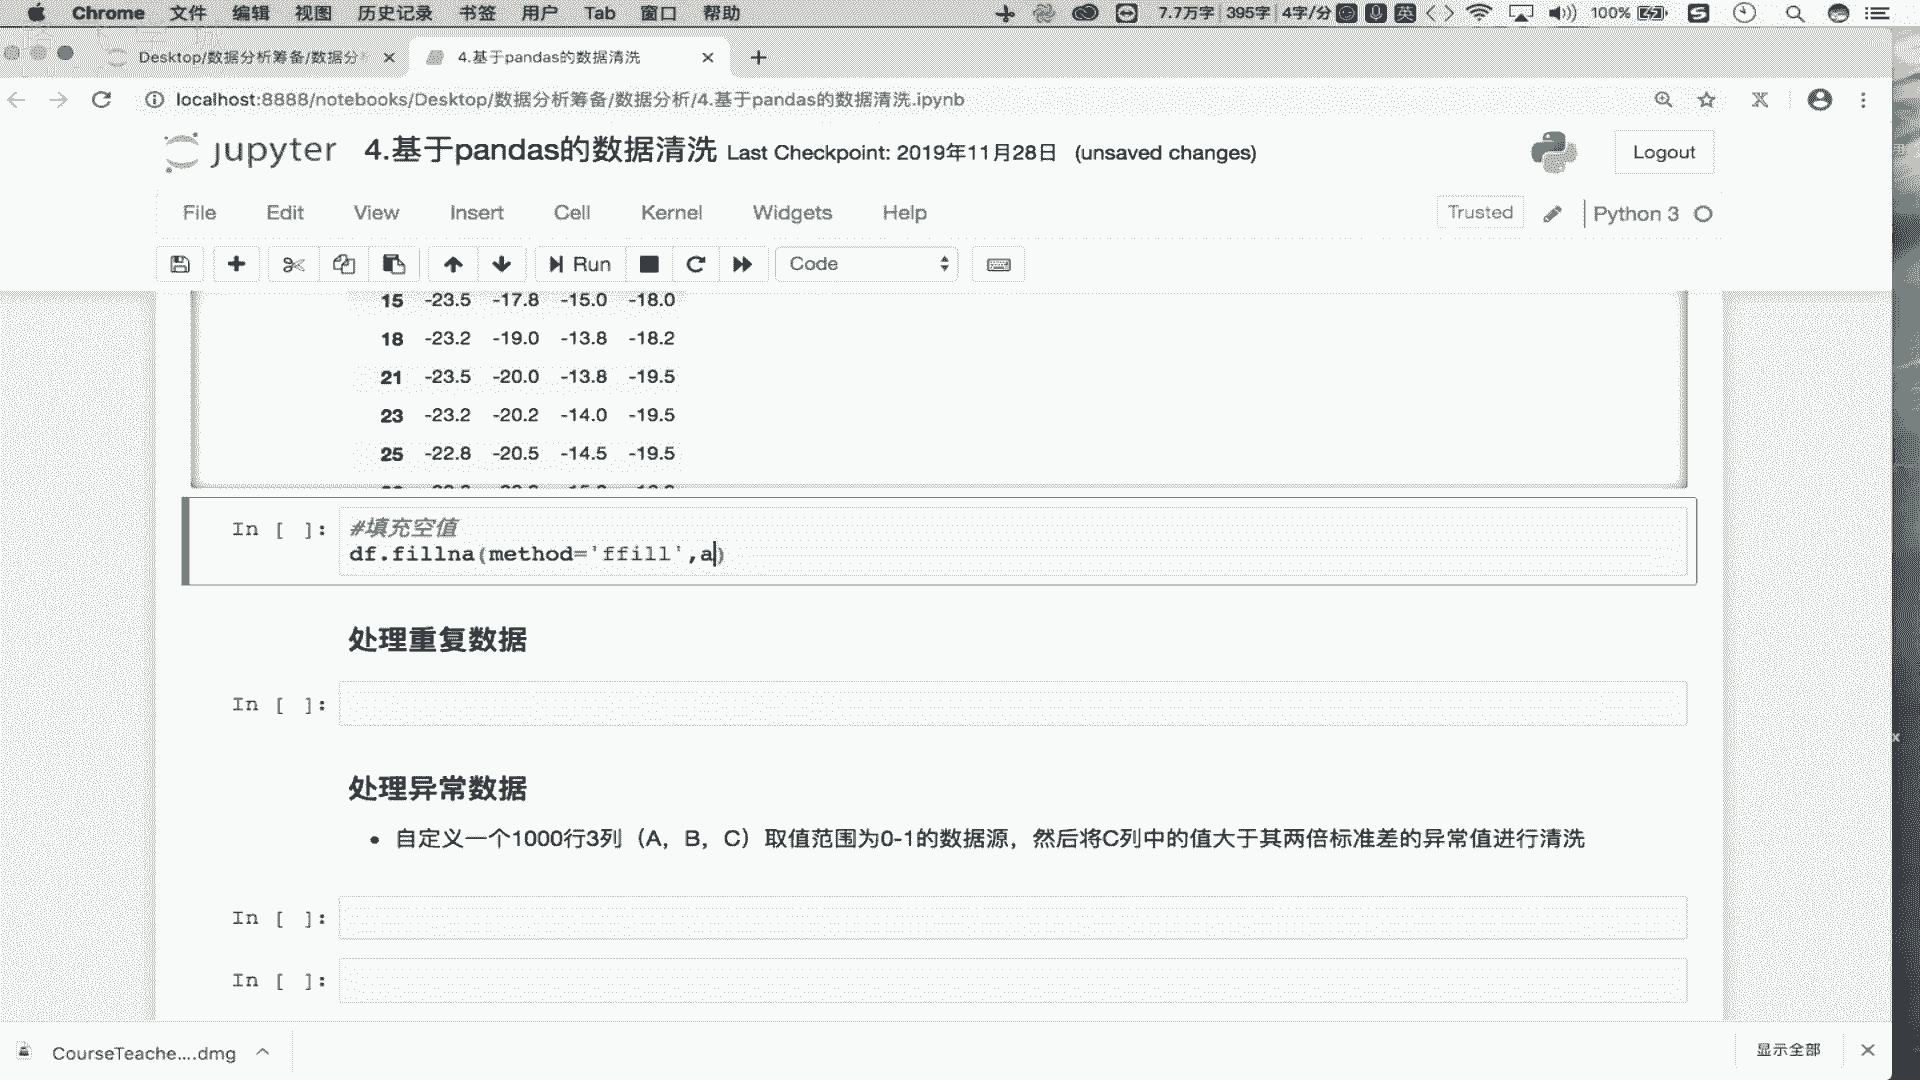 Chrome 文件 编辑 视图 历史记录 书签 用户 Tab 窗口 帮助 7.7万字 395字 4字/分 英 100%
Desktop/数据分析筹备/数据分 4.基于pandas的数据清洗
localhost:8888/notebooks/Desktop/数据分析筹备/数据分析/4.基于pandas的数据清洗.ipynb
jupyter 4.基于pandas的数据清洗 Last Checkpoint: 2019年11月28日 (unsaved changes) Logout
File Edit View Insert Cell Kernel Widgets Help Trusted Python 3
Run Code
15 -23.5 -17.8 -15.0 -18.0
18 -23.2 -19.0 -13.8 -18.2
21 -23.5 -20.0 -13.8 -19.5
23 -23.2 -20.2 -14.0 -19.5
25 -22.8 -20.5 -14.5 -19.5
In [ ]: #填充空值
df.fillna(method='ffill',a)
处理重复数据
In [ ]:
处理异常数据
• 自定义一个1000行3列（A，B，C）取值范围为0-1的数据源，然后将C列中的值大于其两倍标准差的异常值进行清洗
In [ ]:
In [ ]:
CourseTeache....dmg 显示全部